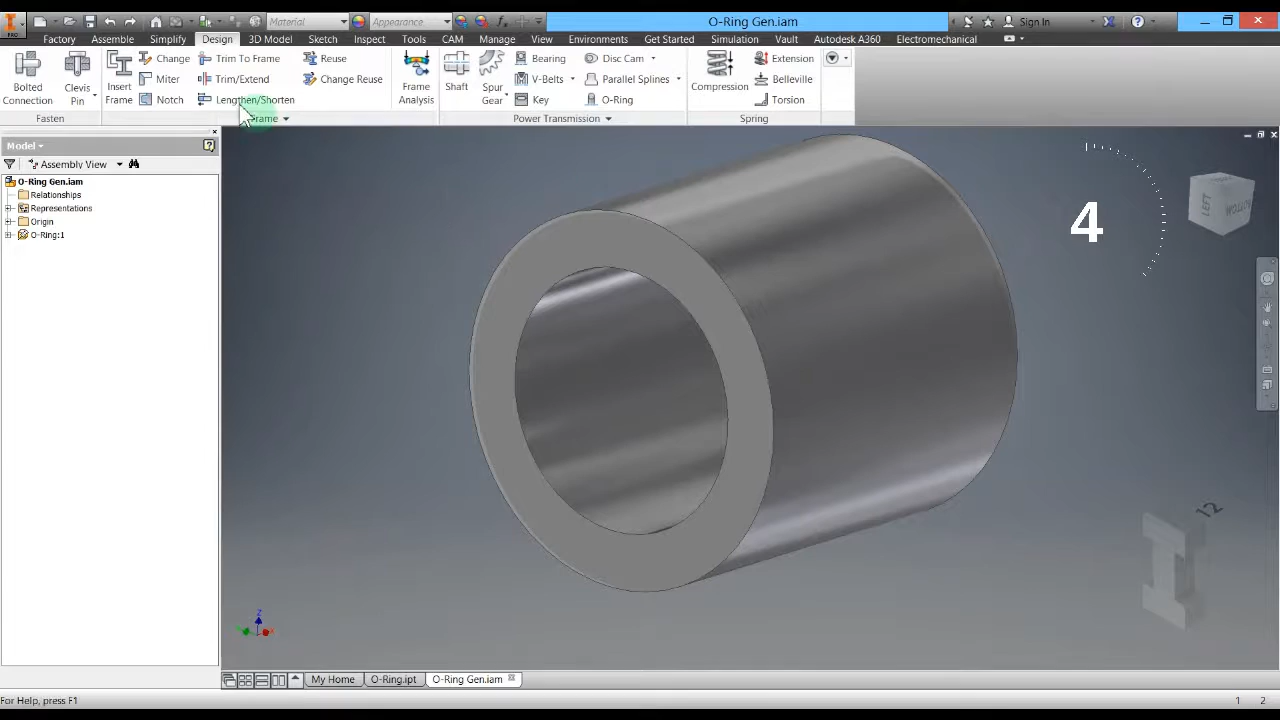 PRO
Material
Appearance
O-Ring Gen.iam
Sign In
Factory Assemble Simplify Design 3D Model Sketch Inspect Tools CAM Manage View Environments Get Started Simulation Vault Autodesk A360 Electromechanical
Bolted Connection
Clevis Pin
Insert Frame
Change
Miter
Notch
Trim To Frame
Trim/Extend
Lengthen/Shorten
Reuse
Change Reuse
Frame Analysis
Shaft
Spur Gear
Bearing
V-Belts
Key
Disc Cam
Parallel Splines
O-Ring
Compression
Extension
Belleville
Torsion
Fasten
Frame
Power Transmission
Spring
Model
Assembly View
O-Ring Gen.iam
Relationships
Representations
Origin
O-Ring:1
4
LEFT
BOTTOM
12
Z
X
My Home
O-Ring.ipt
O-Ring Gen.iam
For Help, press F1
1 2